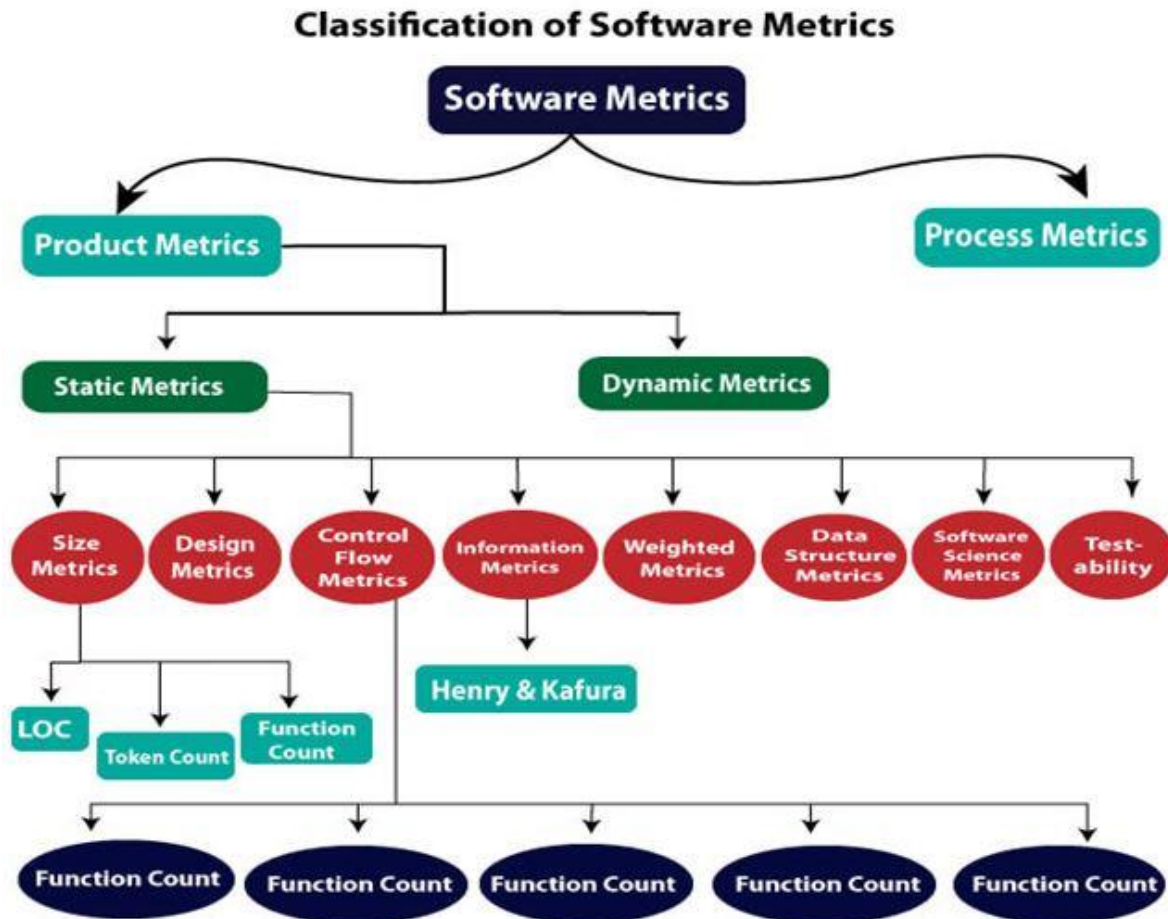 Classification of Software Metrics
Software Metrics
Product Metrics
Process Metrics
Static Metrics
Dynamic Metrics
Size
Metrics
Design
Metrics
Control
Flow
Metrics
Information
Metrics
Weighted
Metrics
Data
Structure
Metrics
Software
Science
Metrics
Test-
ability
LOC
Token Count
Function
Count
Henry & Kafura
Function Count
Function Count
Function Count
Function Count
Function Count